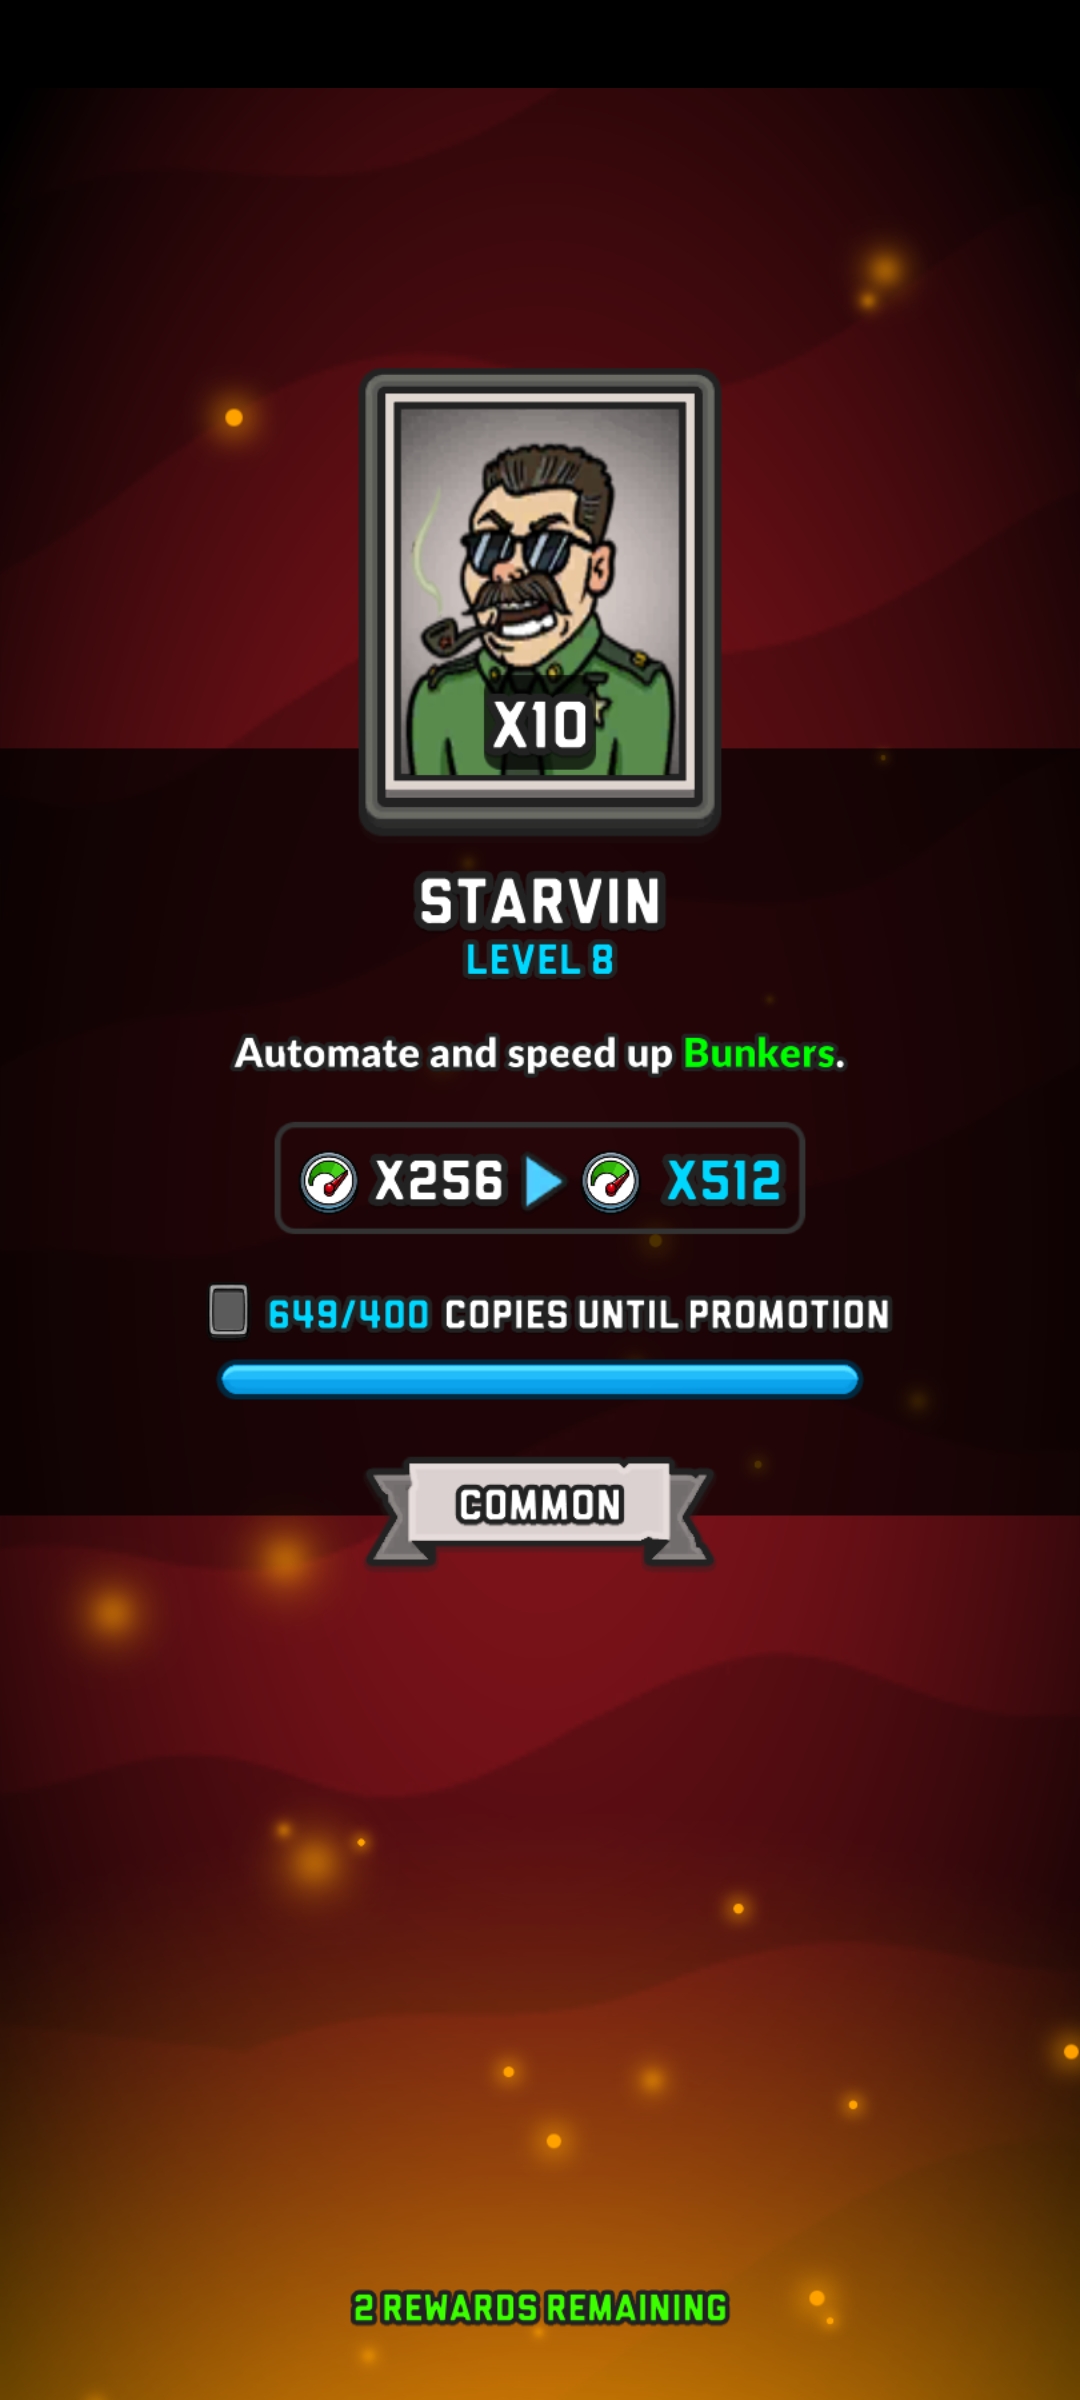 X10
STARVIN
LEVEL 8
Automate and speed up Bunkers.
X256 X512
649/400 COPIES UNTIL PROMOTION
COMMON
2 REWARDS REMAINING